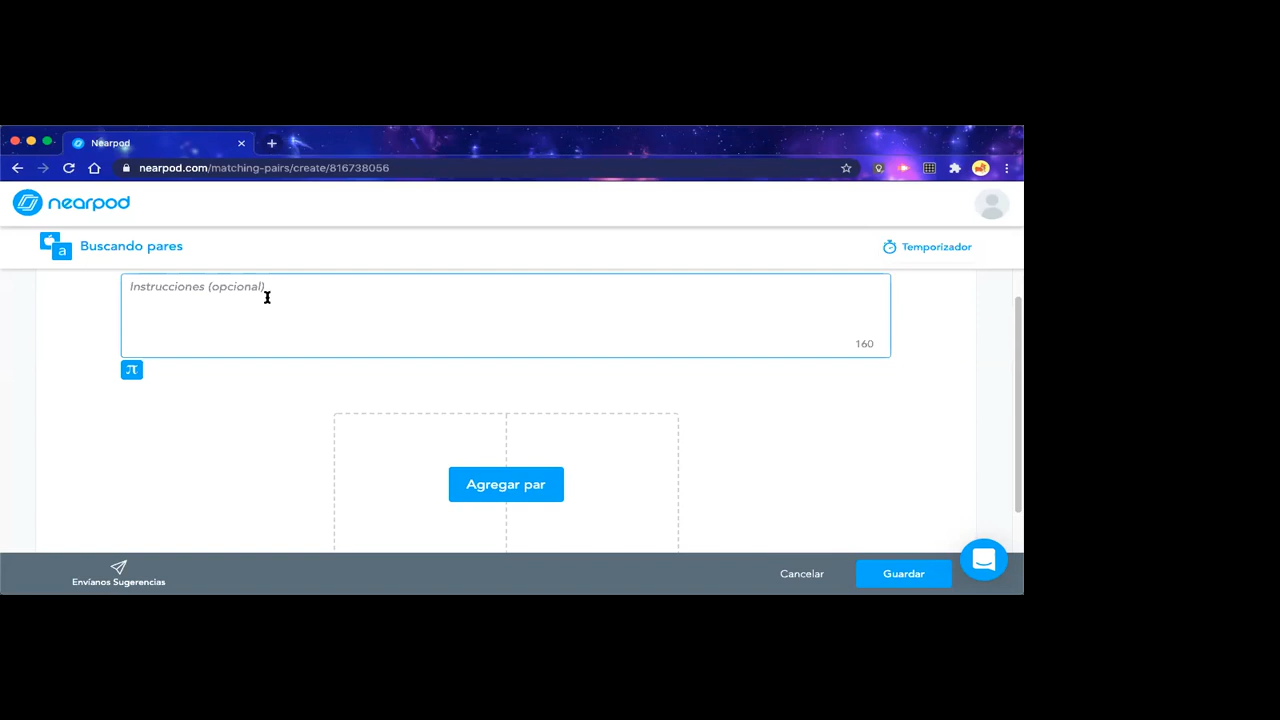 Nearpod
nearpod.com/matching-pairs/create/816738056
nearpod
a
Buscando pares
Temporizador
Instrucciones (opcional)
160
π
Agregar par
Envíanos Sugerencias
Cancelar
Guardar